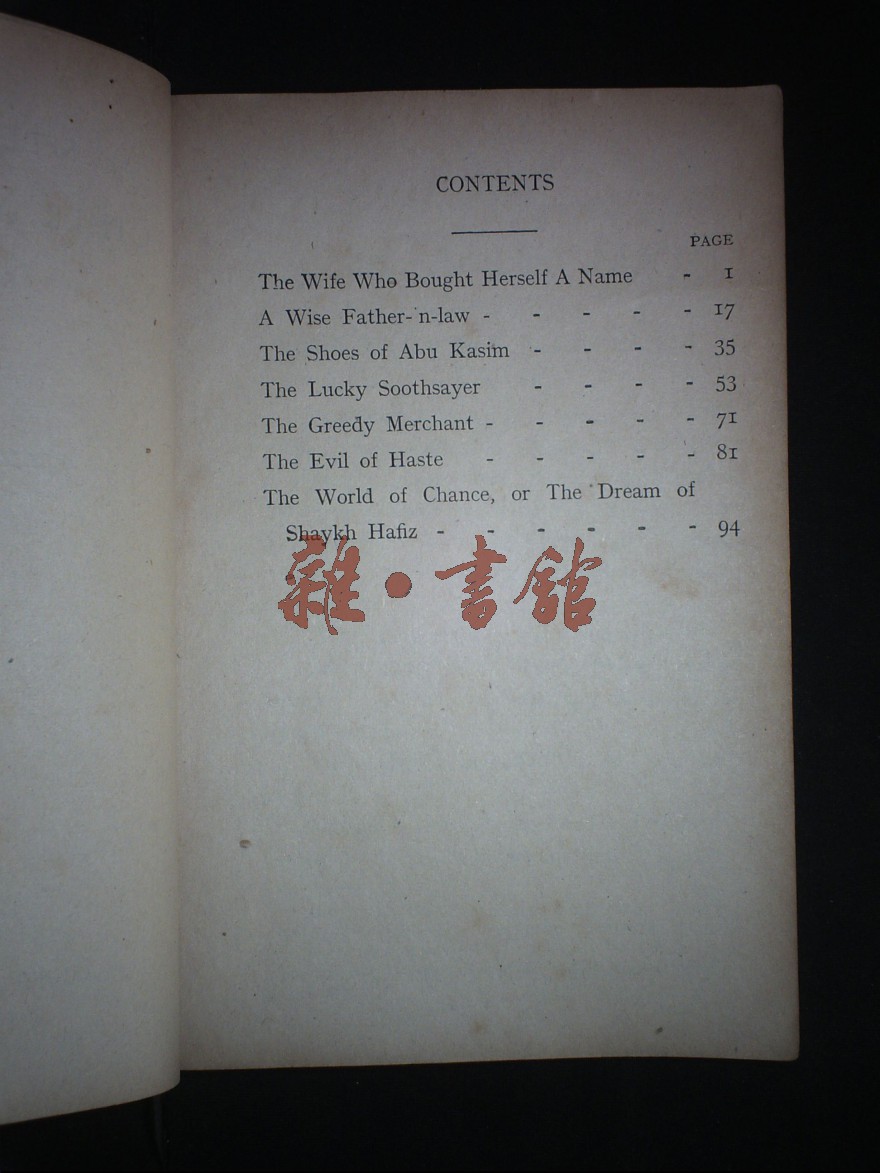 CONTENTS
PAGE
The Wife Who Bought Herself A Name - 1
A Wise Father- n-law - - - - - 17
The Shoes of Abu Kasim - - - - 35
The Lucky Soothsayer - - - - 53
The Greedy Merchant - - - - - 71
The Evil of Haste - - - - - 81
The World of Chance, or The Dream of
Shaykh Hafiz - - - - - - 94
雜·書館